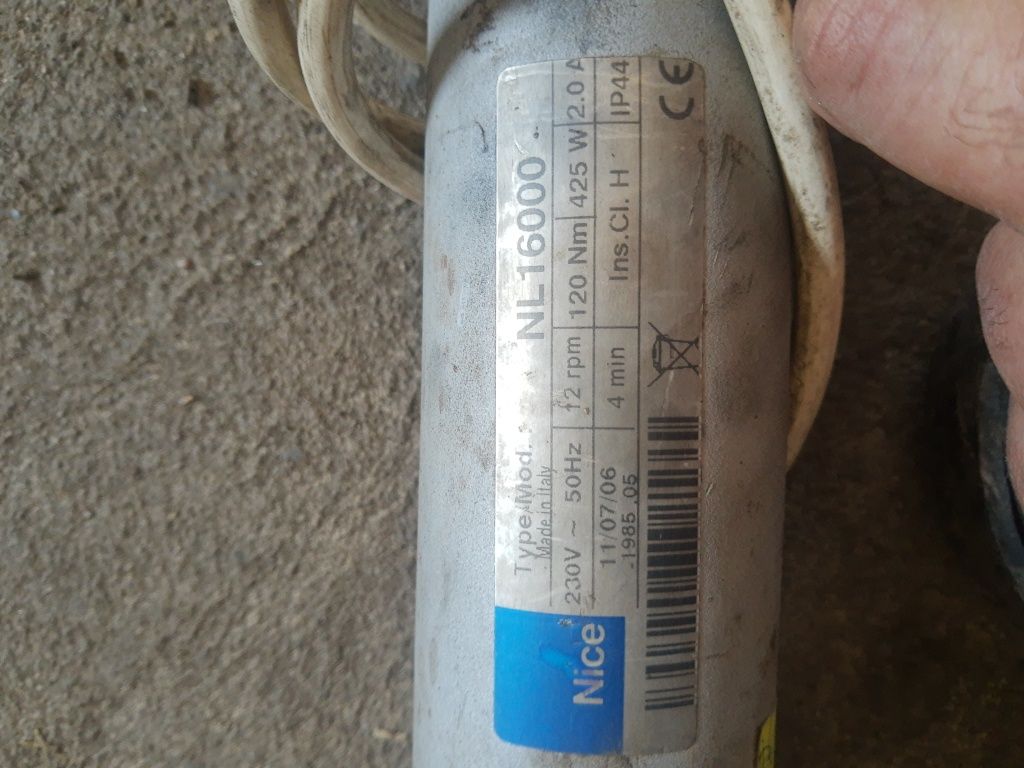 Nice
Type/Mod. NL16000
Made in Italy
230V ~ 50Hz 12 rpm 120 Nm 425 W 2.0 A
11/07/06 4 min Ins.Cl. H IP44
-1985 .05
CE